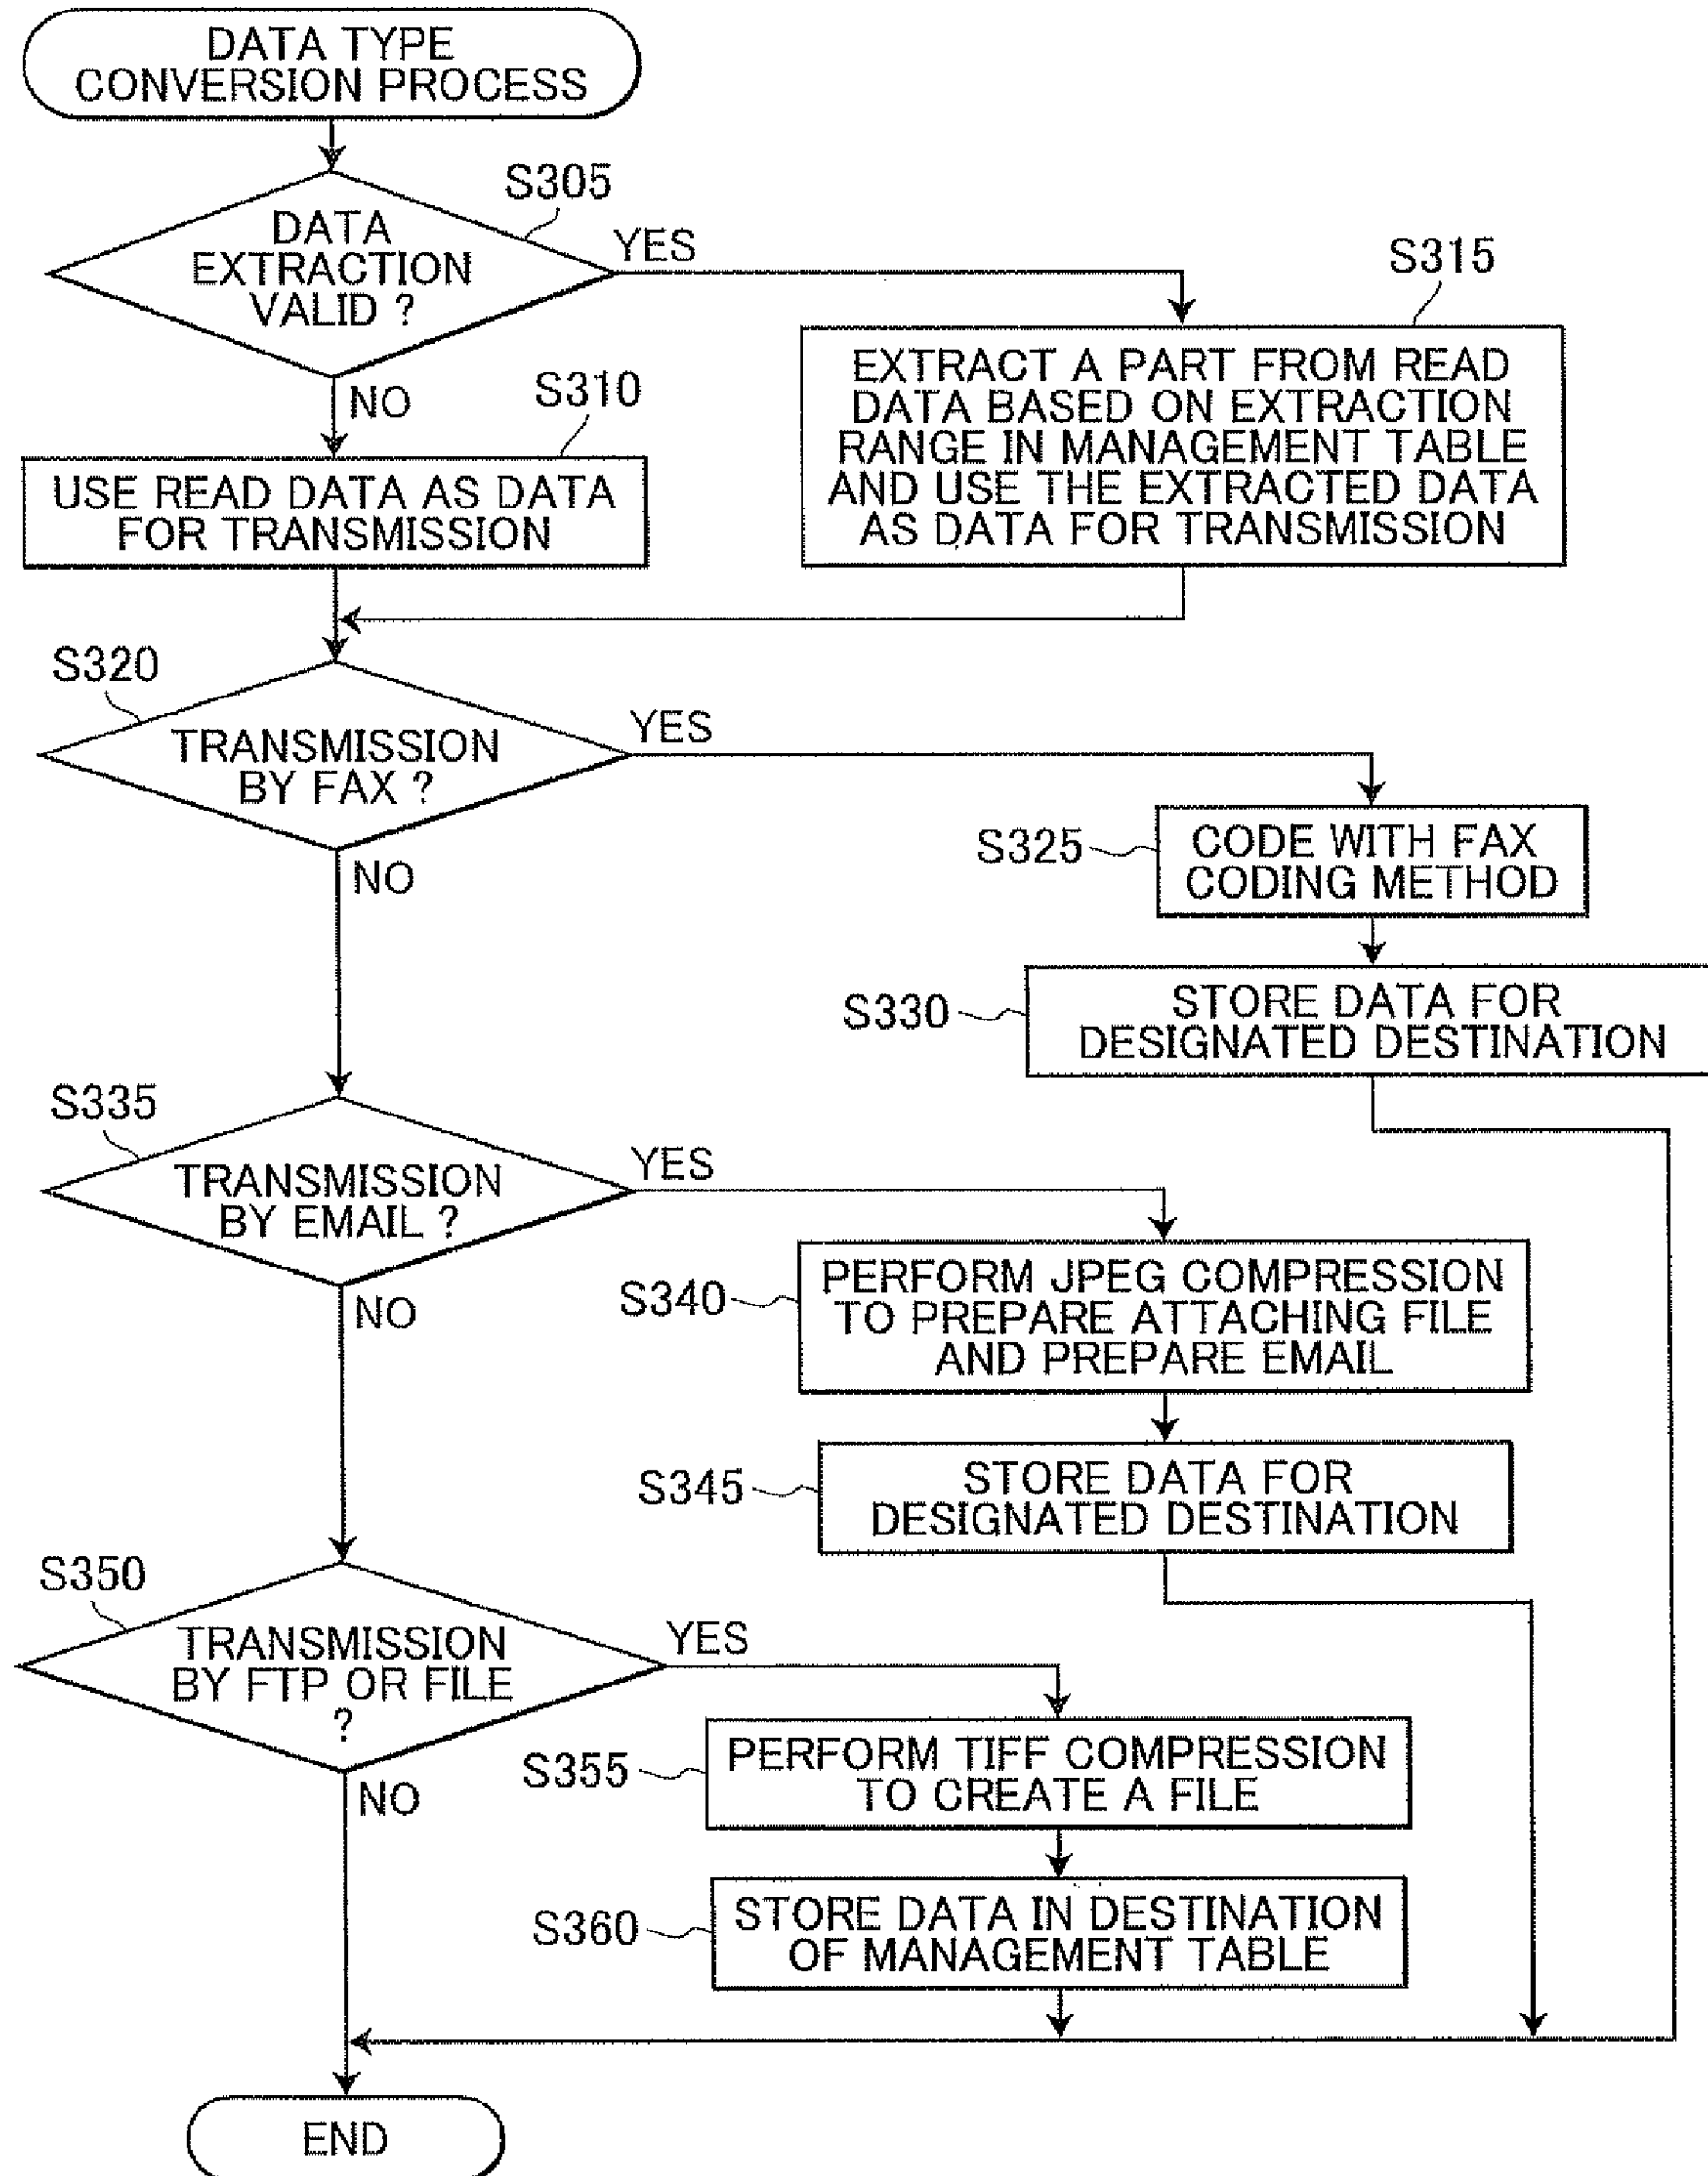 DATA TYPE
CONVERSION PROCESS
S305
DATA
EXTRACTION
VALID ?
YES
NO
S315
EXTRACT A PART FROM READ
DATA BASED ON EXTRACTION
RANGE IN MANAGEMENT TABLE
AND USE THE EXTRACTED DATA
AS DATA FOR TRANSMISSION
S310
USE READ DATA AS DATA
FOR TRANSMISSION
S320
TRANSMISSION
BY FAX ?
YES
NO
S325
CODE WITH FAX
CODING METHOD
S330
STORE DATA FOR
DESIGNATED DESTINATION
S335
TRANSMISSION
BY EMAIL ?
YES
NO
S340
PERFORM JPEG COMPRESSION
TO PREPARE ATTACHING FILE
AND PREPARE EMAIL
S345
STORE DATA FOR
DESIGNATED DESTINATION
S350
TRANSMISSION
BY FTP OR FILE
?
YES
NO
S355
PERFORM TIFF COMPRESSION
TO CREATE A FILE
S360
STORE DATA IN DESTINATION
OF MANAGEMENT TABLE
END